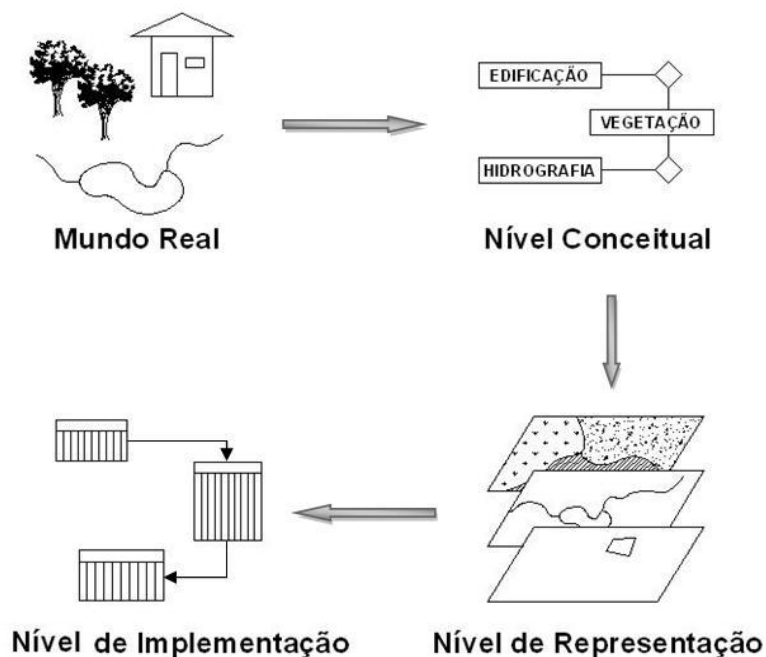 EDIFICAÇÃO
VEGETAÇÃO
HIDROGRAFIA
Mundo Real
Nível Conceitual
Nível de Implementação
Nível de Representação